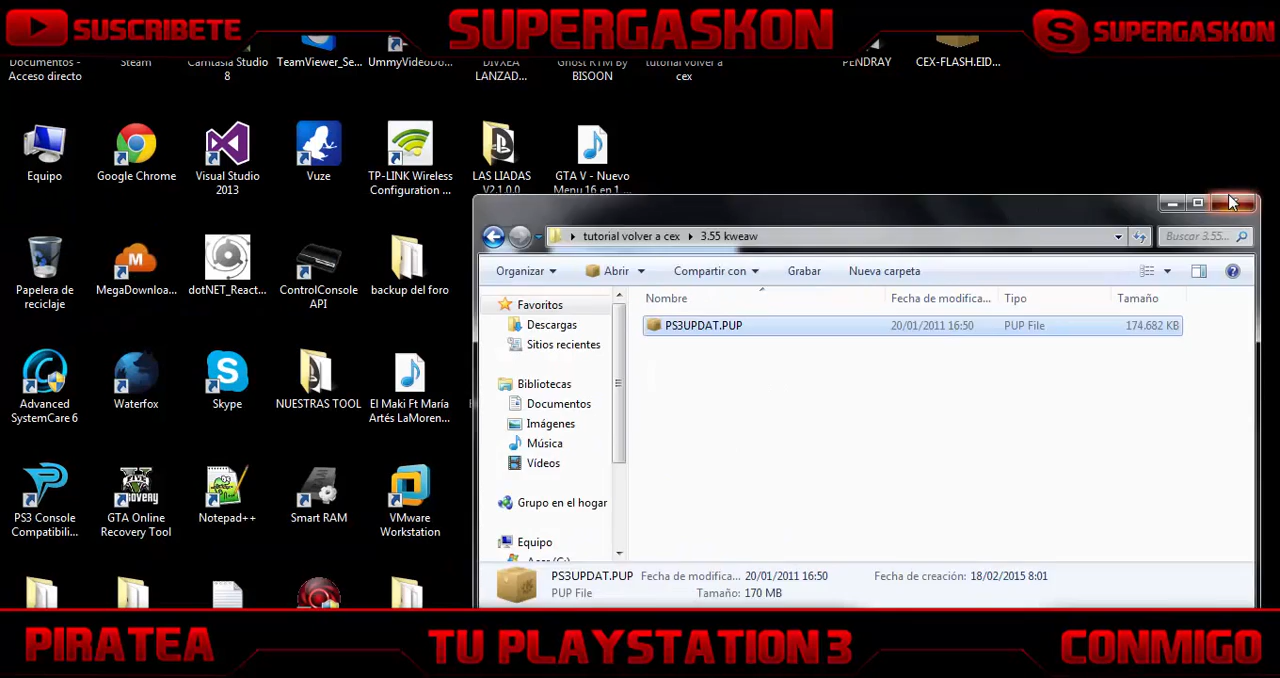 SUSCRIBETE
SUPERGASKON
SUPERGASKON
Documentos -
Acceso directo
Steam
Camtasia Studio
8
TeamViewer_Se...
UmmyVideoDo...
DIVXEA
LANZAD...
Ghost RTM By
BISOON
tutorial volver a
cex
PENDRAY
CEX-FLASH.EID...
Equipo
Google Chrome
Visual Studio
2013
Vuze
TP-LINK Wireless
Configuration ...
LAS LIADAS
V2.1.0.0
GTA V - Nuevo
Menu 16 en 1 ...
Papelera de
reciclaje
MegaDownloa...
dotNET_React...
ControlConsole
API
backup del foro
Advanced
SystemCare 6
Waterfox
Skype
NUESTRAS TOOL
El Maki Ft María
Artés LaMoren...
PS3 Console
Compatibili...
GTA Online
Recovery Tool
Notepad++
Smart RAM
VMware
Workstation
tutorial volver a cex
3.55 kweaw
Buscar 3.55...
Organizar
Abrir
Compartir con
Grabar
Nueva carpeta
Favoritos
Descargas
Sitios recientes
Bibliotecas
Documentos
Imágenes
Música
Vídeos
Grupo en el hogar
Equipo
Nombre
Fecha de modifica...
Tipo
Tamaño
PS3UPDAT.PUP
20/01/2011 16:50
PUP File
174.682 KB
PS3UPDAT.PUP
Fecha de modifica... 20/01/2011 16:50
Fecha de creación: 18/02/2015 8:01
PUP File
Tamaño: 170 MB
PIRATEA
TU PLAYSTATION 3
CONMIGO